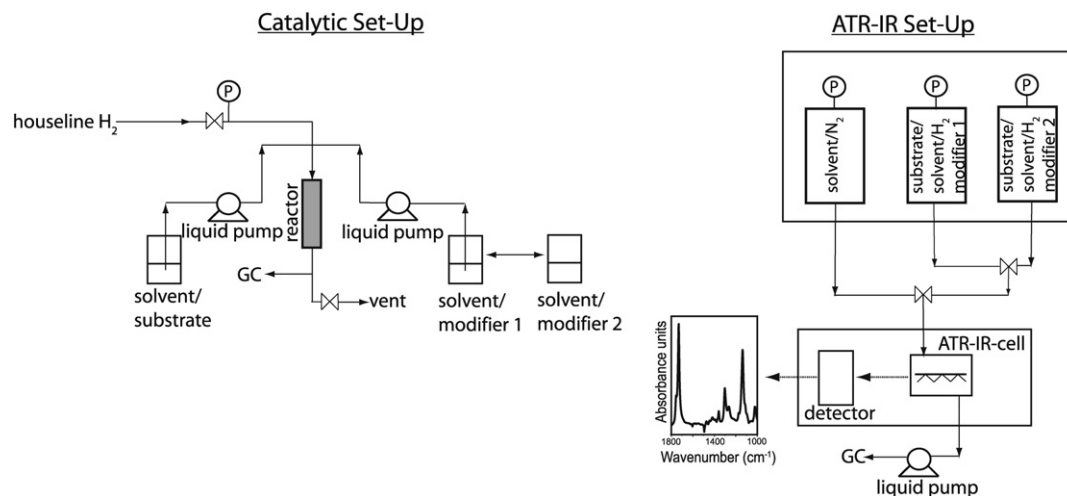 Catalytic Set-Up
P
houseline H₂
liquid pump
reactor
liquid pump
GC
vent
solvent/
substrate
solvent/
modifier 1
solvent/
modifier 2
ATR-IR Set-Up
P
P
P
solvent/N₂
substrate/
solvent/H₂
modifier 1
substrate/
solvent/H₂
modifier 2
ATR-IR-cell
detector
Absorbance units
1800
1400
1000
Wavenumber (cm⁻¹)
GC
liquid pump